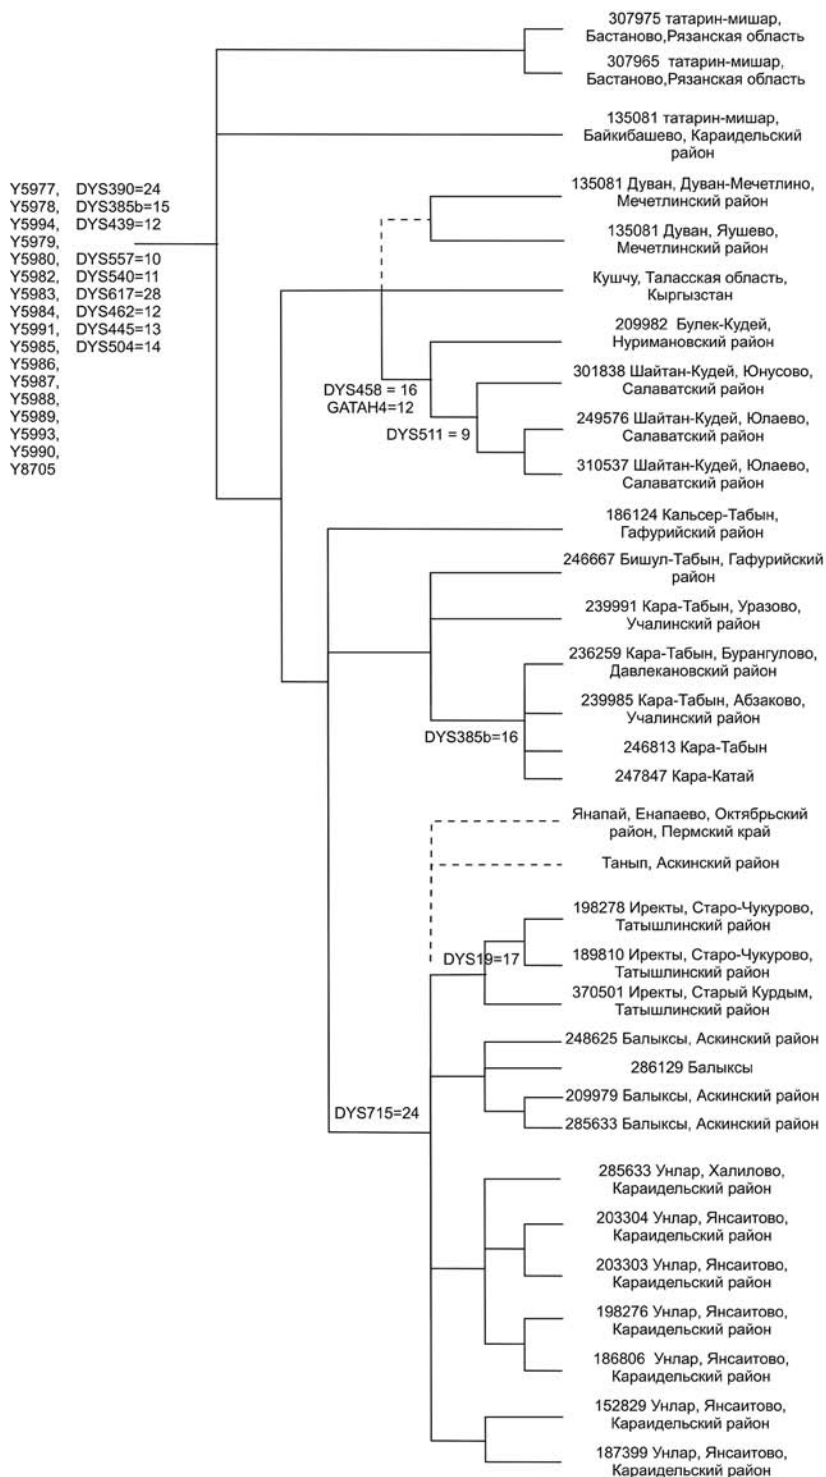 307975 татарин-мишар,
Бастаново,Рязанская область
307965 татарин-мишар,
Бастаново,Рязанская область
135081 татарин-мишар,
Байкибашево, Караидельский
район
Y5977, DYS390=24
Y5978, DYS385b=15
Y5994, DYS439=12
Y5979,
Y5980, DYS557=10
Y5982, DYS540=11
Y5983, DYS617=28
Y5984, DYS462=12
Y5991, DYS445=13
Y5985, DYS504=14
Y5986,
Y5987,
Y5988,
Y5989,
Y5993,
Y5990,
Y8705
135081 Дуван, Дуван-Мечетлино,
Мечетлинский район
135081 Дуван, Яушево,
Мечетлинский район
Кушчу, Таласская область,
Кыргызстан
209982 Булек-Кудей,
Нуримановский район
DYS458 = 16
GATAH4=12
301838 Шайтан-Кудей, Юнусово,
Салаватский район
DYS511 = 9
249576 Шайтан-Кудей, Юлаево,
Салаватский район
310537 Шайтан-Кудей, Юлаево,
Салаватский район
186124 Кальсер-Табын,
Гафурийский район
246667 Бишул-Табын, Гафурийский
район
239991 Кара-Табын, Уразово,
Учалинский район
236259 Кара-Табын, Бурангулово,
Давлекановский район
239985 Кара-Табын, Абзаково,
Учалинский район
DYS385b=16
246813 Кара-Табын
247847 Кара-Катай
Янапай, Енапаево, Октябрьский
район, Пермский край
Танып, Аскинский район
198278 Иректы, Старо-Чукурово,
Татышлинский район
DYS19=17
189810 Иректы, Старо-Чукурово,
Татышлинский район
370501 Иректы, Старый Курдым,
Татышлинский район
248625 Балыксы, Аскинский район
286129 Балыксы
209979 Балыксы, Аскинский район
DYS715=24
285633 Балыксы, Аскинский район
285633 Унлар, Халилово,
Караидельский район
203304 Унлар, Янсаитово,
Караидельский район
203303 Унлар, Янсаитово,
Караидельский район
198276 Унлар, Янсаитово,
Караидельский район
186806 Унлар, Янсаитово,
Караидельский район
152829 Унлар, Янсаитово,
Караидельский район
187399 Унлар, Янсаитово,
Караидельский район